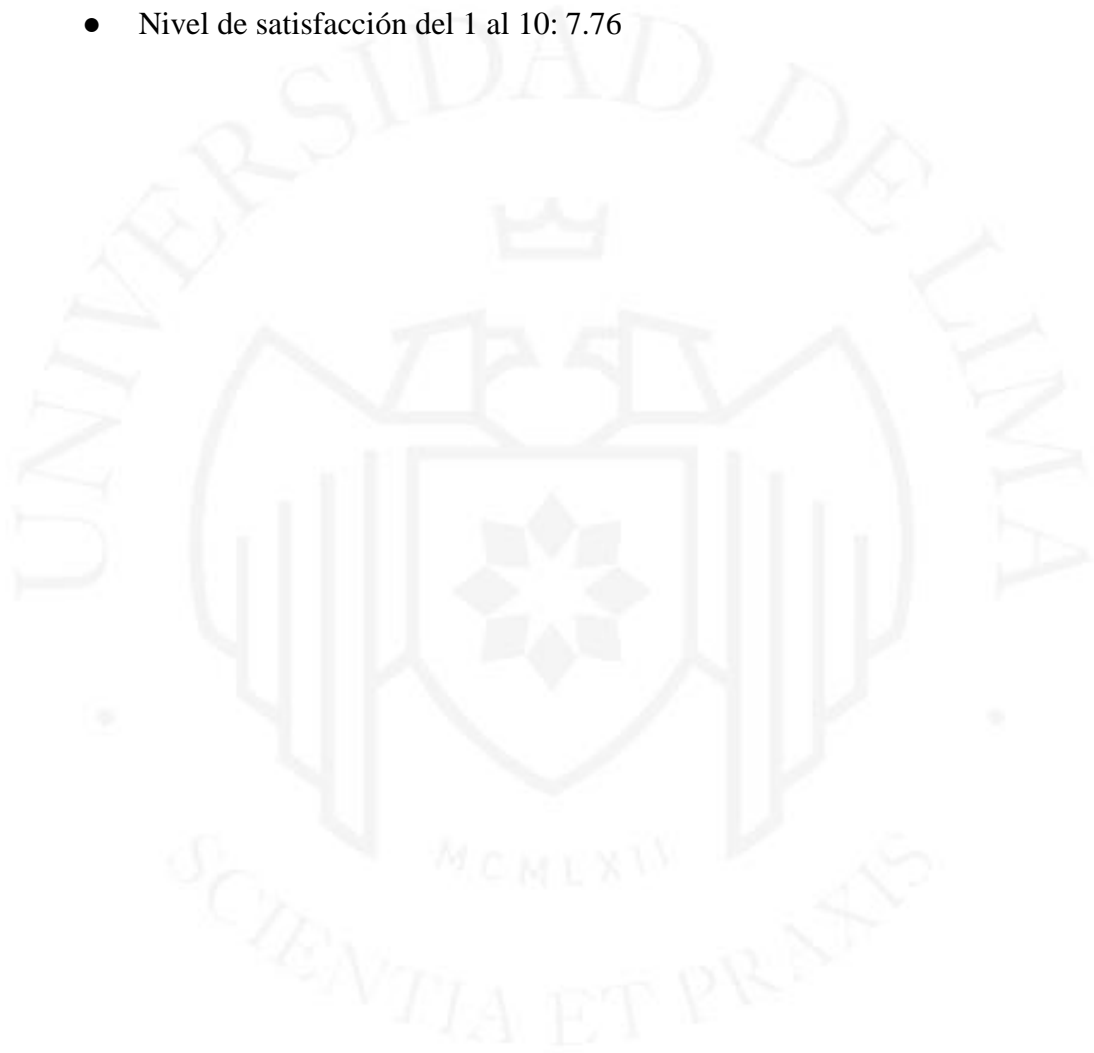 ● Nivel de satisfacción del 1 al 10: 7.76
UNIVERSIDAD DE LIMA
MCMLXII
SCIENTIA ET PRAXIS